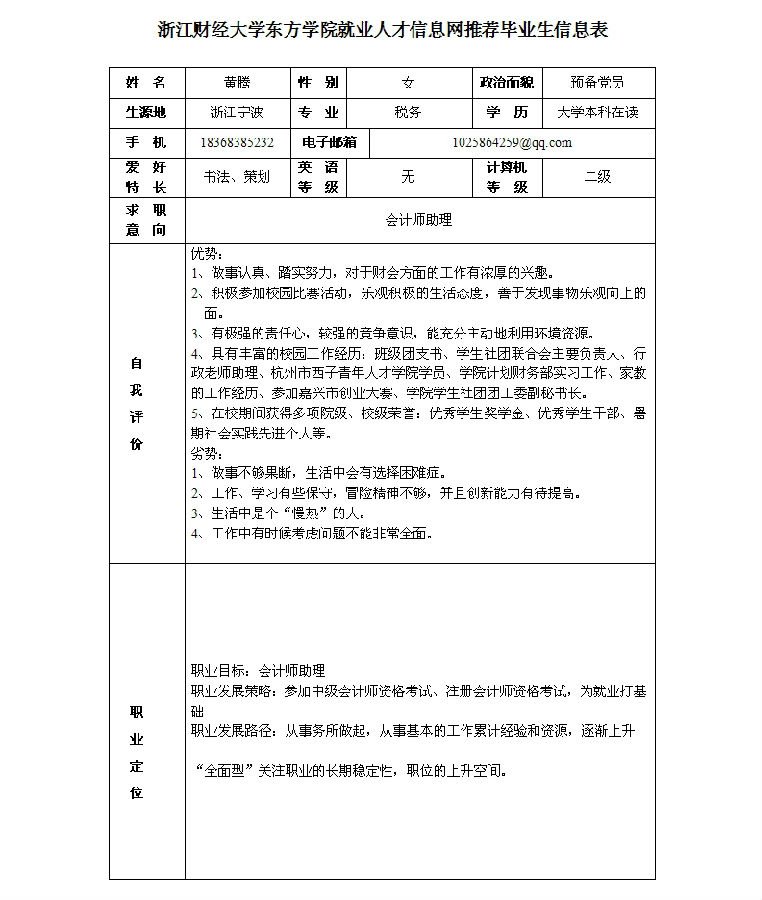 浙江财经大学东方学院就业人才信息网推荐毕业生信息表
姓 名 黄腾 性 别 女 政治面貌 预备党员
生源地 浙江宁波 专 业 税务 学 历 大学本科在读
手 机 18368385232 电子邮箱 1025864259@qq.com
爱 好 特 长 书法、策划 英 语 等 级 无 计算机 等 级 二级
求 职 意 向 会计师助理
自我评价
优势：
1、做事认真、踏实努力，对于财会方面的工作有浓厚的兴趣。
2、积极参加校园比赛活动，乐观积极的生活态度，善于发现事物乐观向上的
面。
3、有极强的责任心，较强的竞争意识，能充分主动地利用环境资源。
4、具有丰富的校园工作经历：班级团支书、学生社团联合会主要负责人、行
政老师助理、杭州市西子青年人才学院学员、学院计划财务部实习工作、家教
的工作经历、参加嘉兴市创业大赛、学院学生社团团工委副秘书长。
5、在校期间获得多项院级、校级荣誉：优秀学生奖学金、优秀学生干部、暑
期社会实践先进个人等。
劣势：
1、做事不够果断，生活中会有选择困难症。
2、工作、学习有些保守，冒险精神不够，并且创新能力有待提高。
3、生活中是个“慢热”的人。
4、工作中有时候考虑问题不能非常全面。
职业定位
职业目标：会计师助理
职业发展策略：参加中级会计师资格考试、注册会计师资格考试，为就业打基
础
职业发展路径：从事务所做起，从事基本的工作累计经验和资源，逐渐上升
“全面型”关注职业的长期稳定性，职位的上升空间。